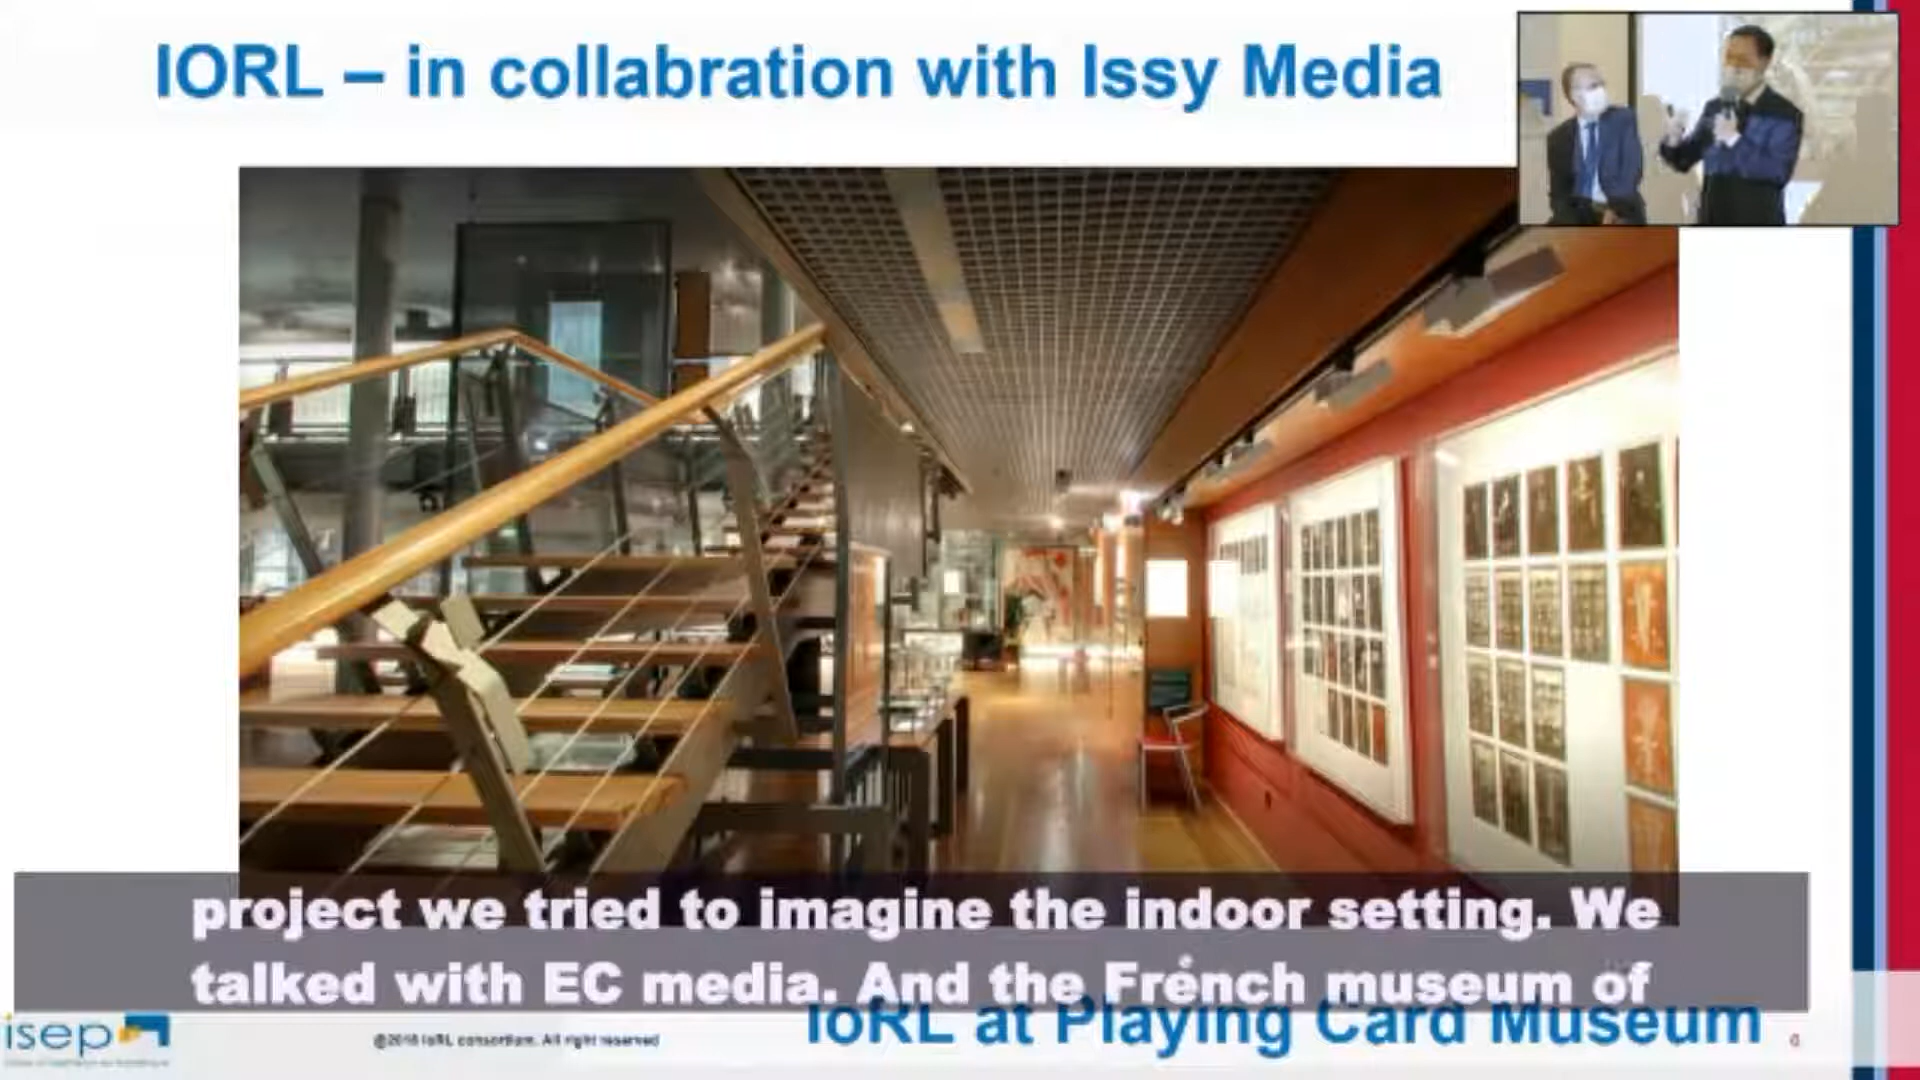 IORL – in collabration with Issy Media
project we tried to imagine the indoor setting. We
talked with EC media. And the French museum of
IoRL at Playing Card Museum
isep
@2018 IoRL consortium. All right reserved
6